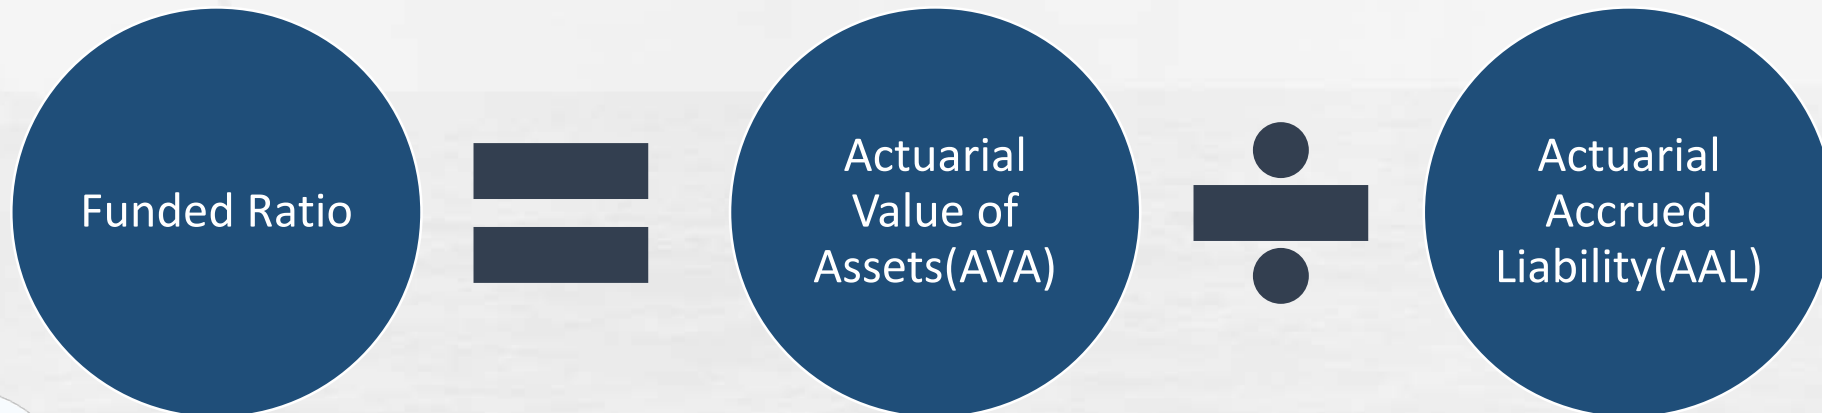 Funded Ratio
Actuarial
Value of
Assets(AVA)
Actuarial
Accrued
Liability(AAL)